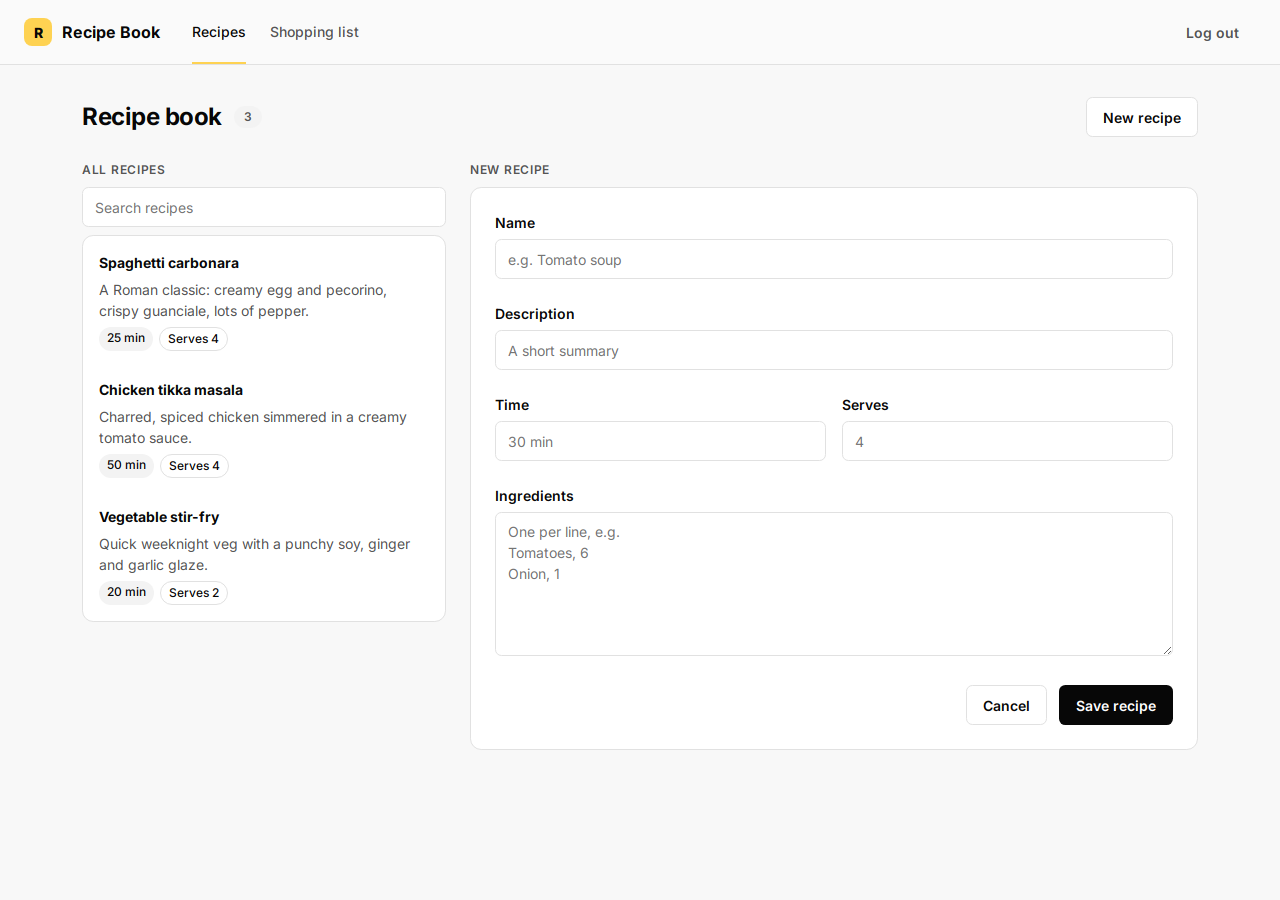 R Recipe Book Recipes Shopping list Log out
Recipe book 3 New recipe
ALL RECIPES
Search recipes
Spaghetti carbonara
A Roman classic: creamy egg and pecorino,
crispy guanciale, lots of pepper.
25 min Serves 4
Chicken tikka masala
Charred, spiced chicken simmered in a creamy
tomato sauce.
50 min Serves 4
Vegetable stir-fry
Quick weeknight veg with a punchy soy, ginger
and garlic glaze.
20 min Serves 2
NEW RECIPE
Name
e.g. Tomato soup
Description
A short summary
Time Serves
30 min 4
Ingredients
One per line, e.g.
Tomatoes, 6
Onion, 1
Cancel Save recipe